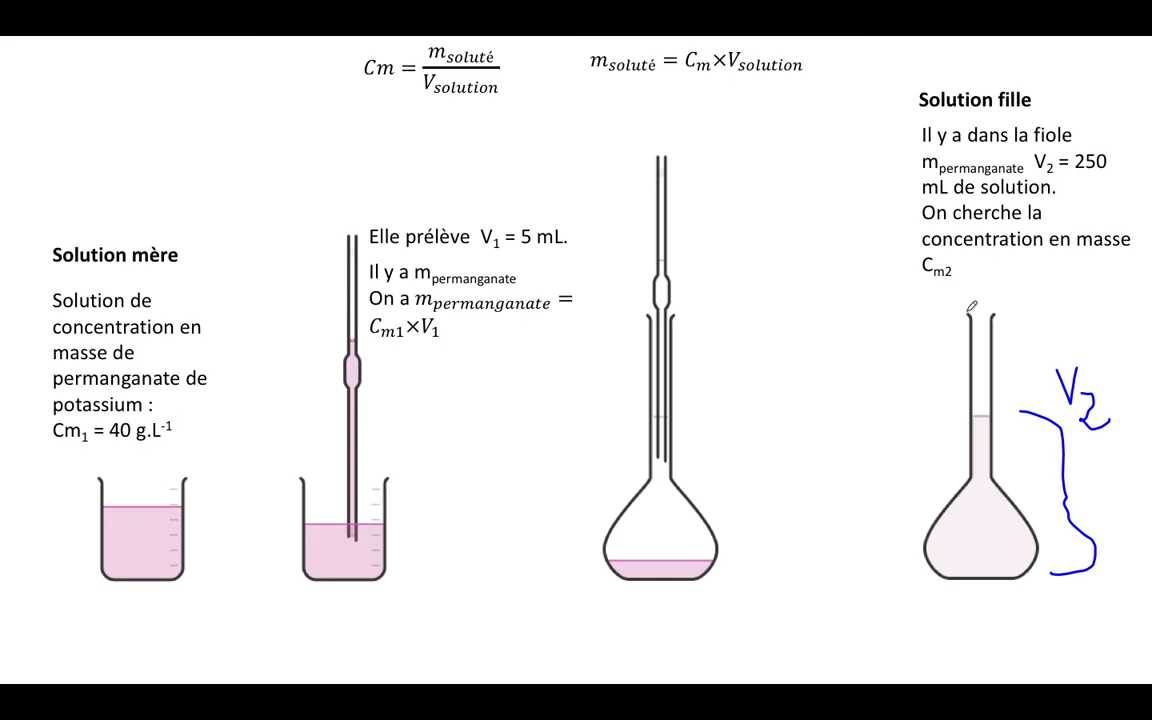 Cm = m_soluté / V_solution
m_soluté = C_m×V_solution
Solution fille
Il y a dans la fiole
m_permanganate V_2 = 250
mL de solution.
On cherche la
concentration en masse
C_m2
Elle prélève V_1 = 5 mL.
Il y a m_permanganate
On a m_permanganate =
C_m1×V_1
Solution mère
Solution de
concentration en
masse de
permanganate de
potassium :
Cm_1 = 40 g.L^-1
V_2